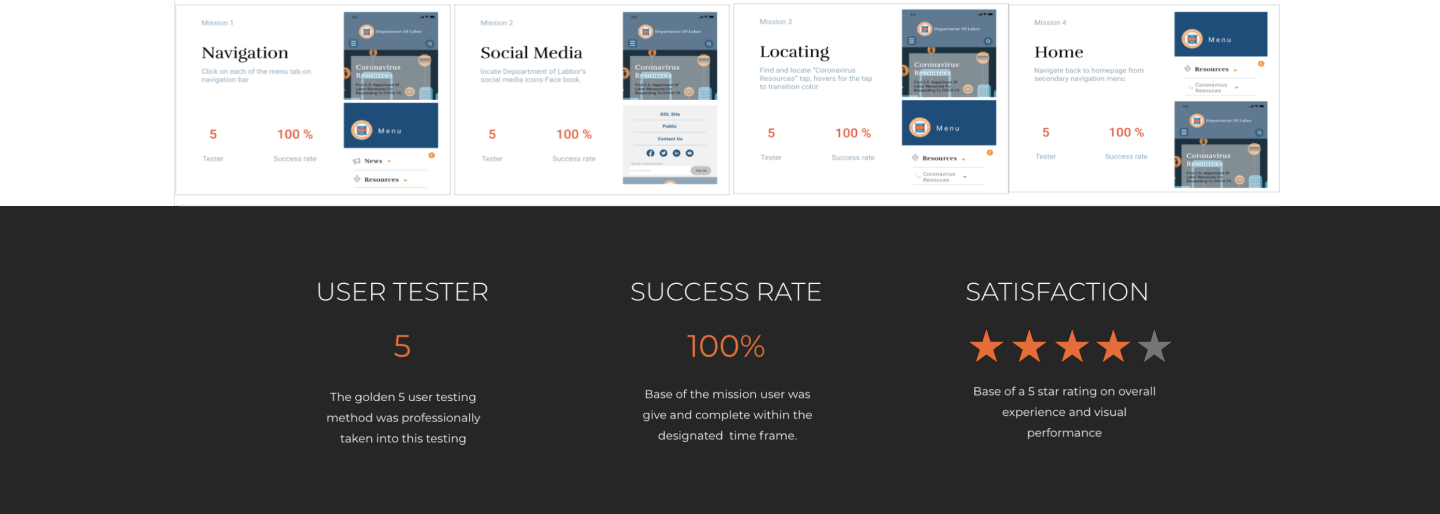 Mission 1
Navigation
Click on each of the menu tab on
navigation bar
5
100 %
Tester
Success rate
Department Of Labor
Coronavirus
Resources
Menu
News
Resources
Mission 2
Social Media
locate Depoartment of Labbor's
social media icons-Face book.
5
100 %
Tester
Success rate
Department Of Labor
Coronavirus
Resources
DOL Site
Public
Contact Us
Sign Up
Mission 3
Locating
Find and locate "Coronavirus
Resources" tap, hovers for the tap
to transition color
5
100 %
Tester
Success rate
Department Of Labor
Coronavirus
Resources
Menu
Resources
Coronavirius
Resouces
Mission 4
Home
Navigate back to homepage from
secondary navigation menu
5
100 %
Tester
Success rate
Menu
Resources
Coronavirus
Resouces
Department Of Labor
Coronavirus
Resources
USER TESTER
5
The golden 5 user testing
method was professionally
taken into this testing
SUCCESS RATE
100%
Base of the mission user was
give and complete within the
designated time frame.
SATISFACTION
Base of a 5 star rating on overall
experience and visual
performance